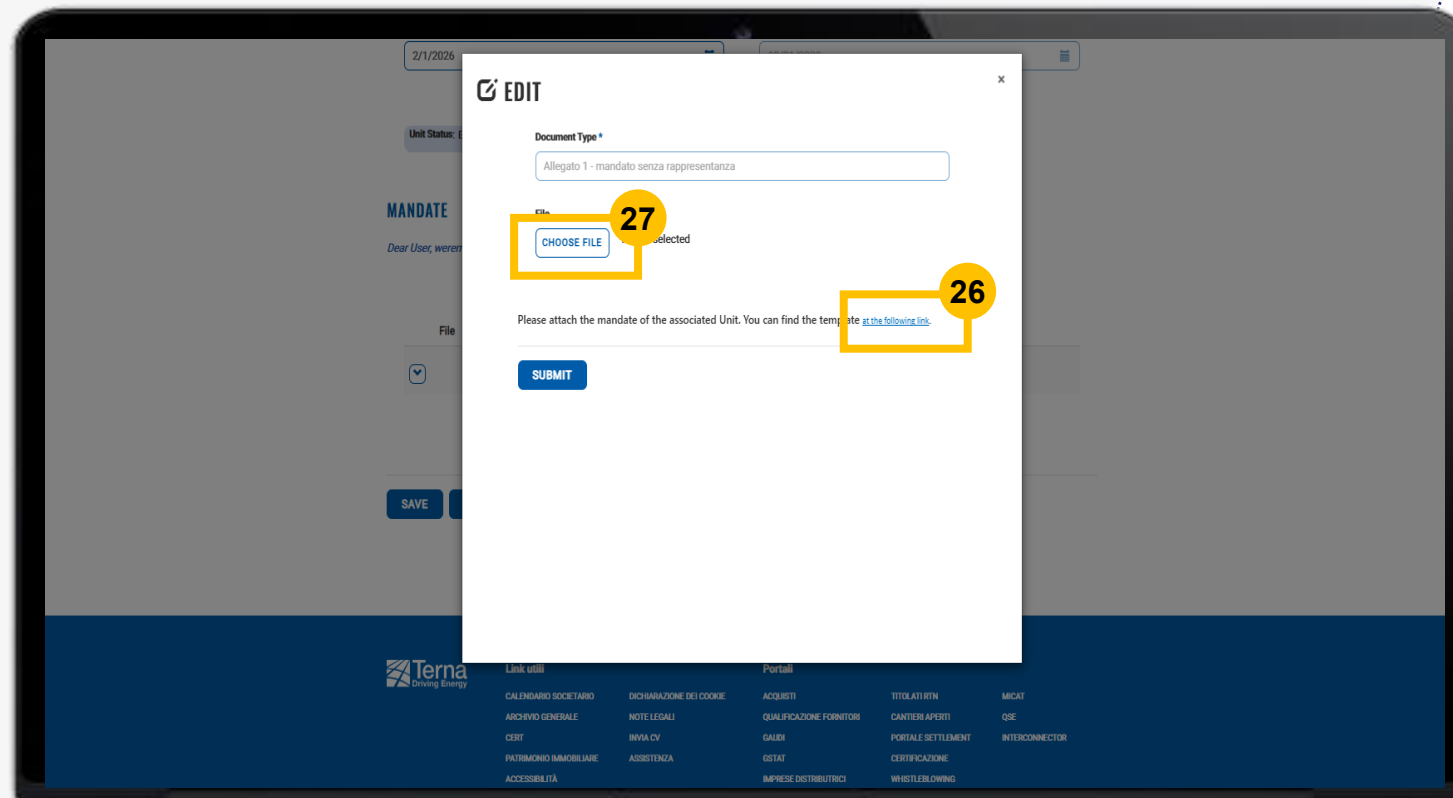 2/1/2026
EDIT
x
Unit Status:
Document Type *
Allegato 1 - mandato senza rappresentanza
MANDATE
File
27
CHOOSE FILE
selected
Dear User,
26
Please attach the mandate of the associated Unit. You can find the template at the following link.
File
SUBMIT
SAVE
Terna
Driving Energy
Link utili
Portali
CALENDARIO SOCIETARIO
DICHIARAZIONE DEI COOKIE
ACQUISTI
TITOLATI RTN
MICAT
ARCHIVIO GENERALE
NOTE LEGALI
QUALIFICAZIONE FORNITORI
CANTIERI APERTI
QSE
CERT
INVIA CV
GAUDI
PORTALE SETTLEMENT
INTERCONNECTOR
PATRIMONIO IMMOBILIARE
ASSISTENZA
GSTAT
CERTIFICAZIONE
ACCESSIBILITÀ
IMPRESE DISTRIBUTRICI
WHISTLEBLOWING